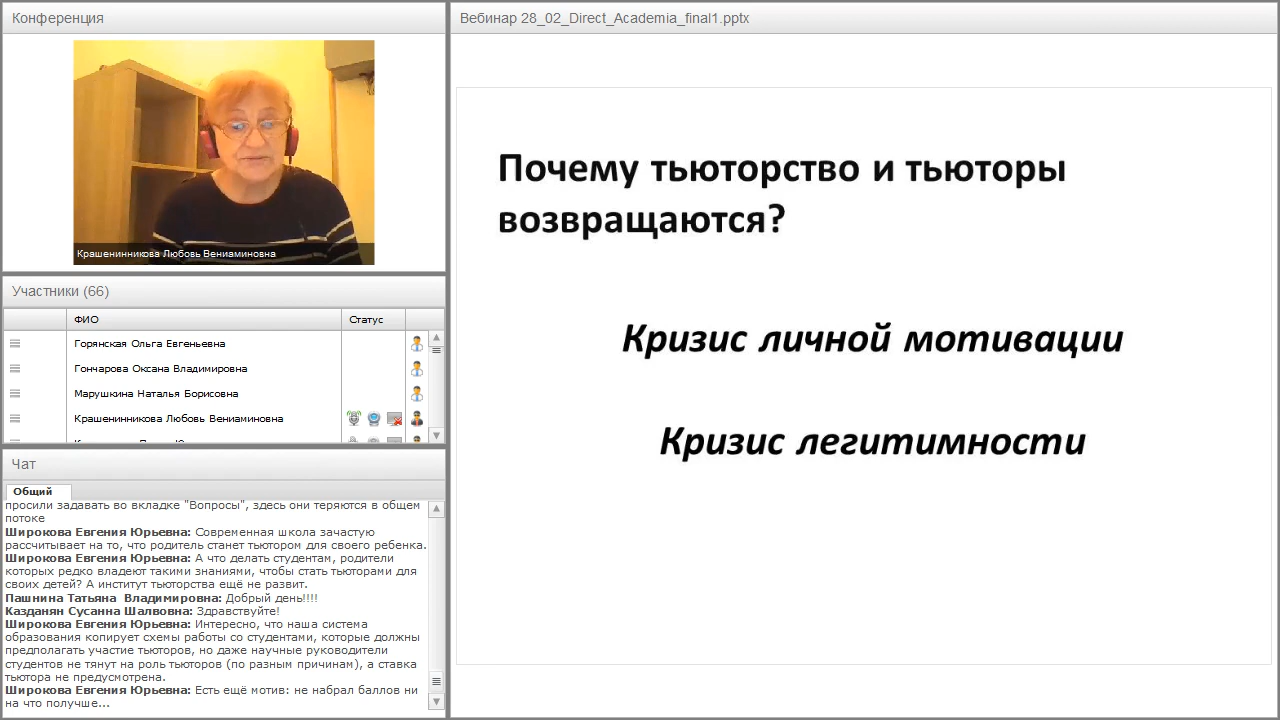 Конференция
Крашенинникова Любовь Вениаминовна
Участники (66)
ФИО
Статус
Горянская Ольга Евгеньевна
Гончарова Оксана Владимировна
Марушкина Наталья Борисовна
Крашенинникова Любовь Вениаминовна
Чат
Общий
просили задавать во вкладке "Вопросы", здесь они теряются в общем
потоке
Широкова Евгения Юрьевна: Современная школа зачастую
рассчитывает на то, что родитель станет тьютором для своего ребенка.
Широкова Евгения Юрьевна: А что делать студентам, родители
которых редко владеют такими знаниями, чтобы стать тьюторами для
своих детей? А институт тьюторства ещё не развит.
Пашнина Татьяна  Владимировна: Добрый день!!!!
Казданян Сусанна Шалвовна: Здравствуйте!
Широкова Евгения Юрьевна: Интересно, что наша система
образования копирует схемы работы со студентами, которые должны
предполагать участие тьюторов, но даже научные руководители
студентов не тянут на роль тьюторов (по разным причинам), а ставка
тьютора не предусмотрена.
Широкова Евгения Юрьевна: Есть ещё мотив: не набрал баллов ни
на что получше...
Вебинар 28_02_Direct_Academia_final1.pptx
Почему тьюторство и тьюторы
возвращаются?
Кризис личной мотивации
Кризис легитимности